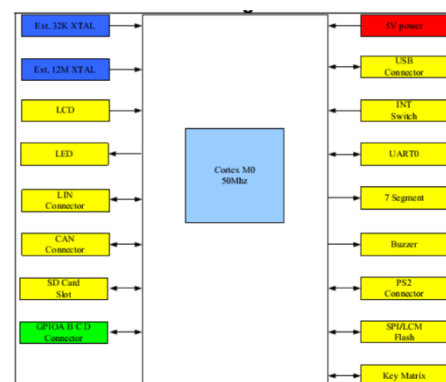 Ext. 32K XTAL
Ext. 12M XTAL
LCD
LED
LIN
Connector
CAN
Connector
SD Card
Slot
GPIOA B C D
Connector
Cortex M0
50Mhz
5V power
USB
Connector
INT
Switch
UART0
7 Segment
Buzzer
PS2
Connector
SPI/LCM
Flash
Key Matrix